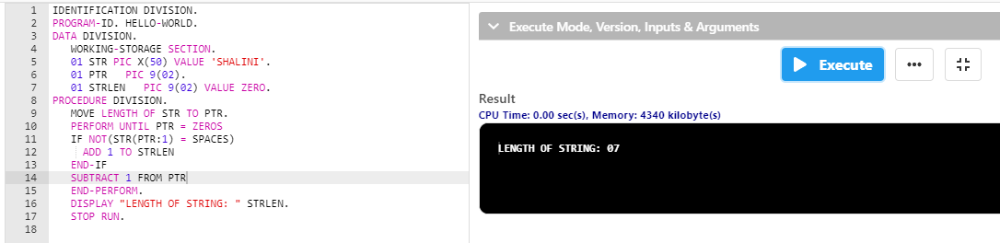 1 IDENTIFICATION DIVISION.
2 PROGRAM-ID. HELLO-WORLD.
3 DATA DIVISION.
4 WORKING-STORAGE SECTION.
5 01 STR PIC X(50) VALUE 'SHALINI'.
6 01 PTR PIC 9(02).
7 01 STRLEN PIC 9(02) VALUE ZERO.
8 PROCEDURE DIVISION.
9 MOVE LENGTH OF STR TO PTR.
10 PERFORM UNTIL PTR = ZEROS
11 IF NOT(STR(PTR:1) = SPACES)
12 ADD 1 TO STRLEN
13 END-IF
14 SUBTRACT 1 FROM PTR
15 END-PERFORM.
16 DISPLAY "LENGTH OF STRING: " STRLEN.
17 STOP RUN.
18
Execute Mode, Version, Inputs & Arguments
Execute
Result
CPU Time: 0.00 sec(s), Memory: 4340 kilobyte(s)
LENGTH OF STRING: 07